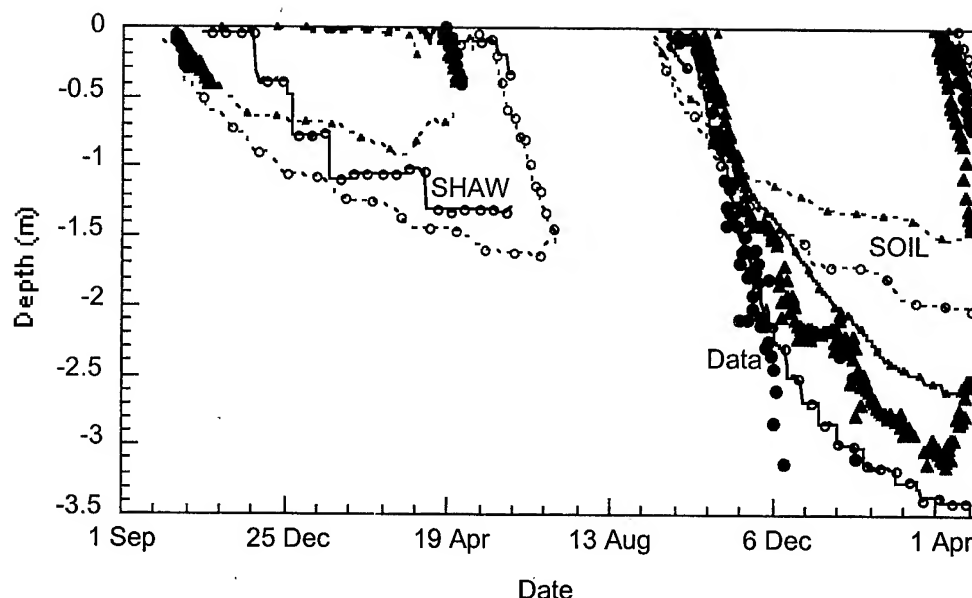 0
-0.5
-1
-1.5
-2
-2.5
-3
-3.5
Depth (m)
SHAW
SOIL
Data
1 Sep 25 Dec 19 Apr 13 Aug 6 Dec 1 Apr
Date